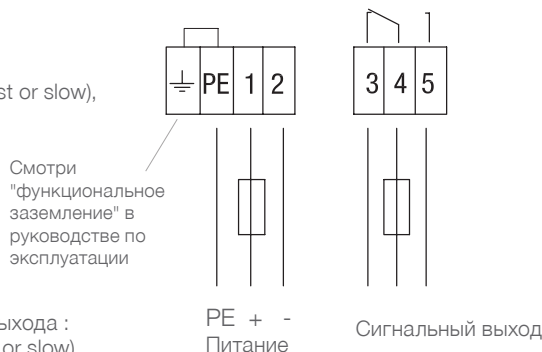 st or slow),
PE 1 2
3 4 5
Смотри
"функциональное
заземление" в
руководстве по
эксплуатации
ыхода :
or slow)
PE + -
Питание
Сигнальный выход